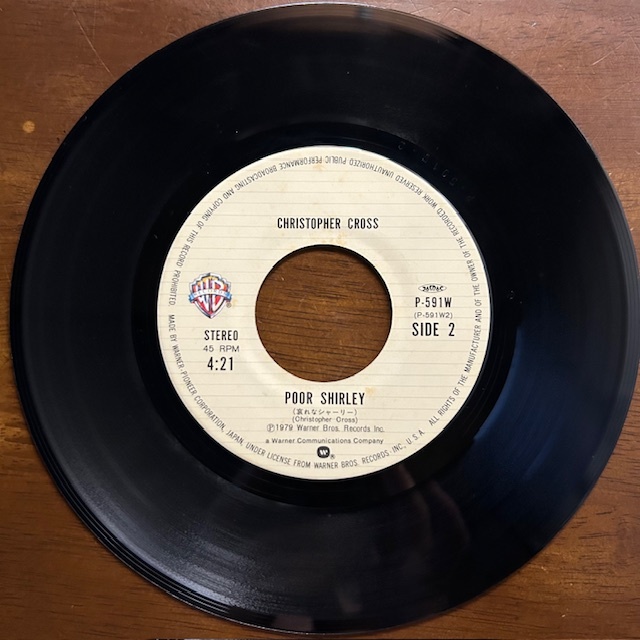 CHRISTOPHER CROSS
WB
STEREO
45 RPM
4:21
P-591W
(P-591W2)
SIDE 2
POOR SHIRLEY
(哀れなシャーリー)
(Christopher Cross)
Ⓟ1979 Warner Bros. Records Inc.
a Warner Communications Company
®
MADE BY WARNER-PIONEER CORPORATION, JAPAN, UNDER LICENSE FROM WARNER BROS. RECORDS INC., U.S.A. ALL RIGHTS OF THE MANUFACTURER AND OF THE OWNER OF THE RECORDED WORK RESERVED UNAUTHORIZED PUBLIC PERFORMANCE BROADCASTING AND COPYING OF THIS RECORD PROHIBITED